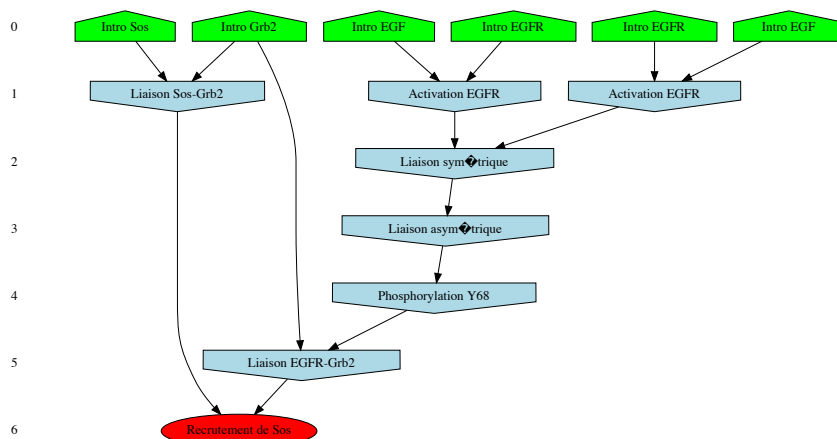 0
Intro Sos
Intro Grb2
Intro EGF
Intro EGFR
Intro EGFR
Intro EGF
1
Liaison Sos-Grb2
Activation EGFR
Activation EGFR
2
Liaison sym�trique
3
Liaison asym�trique
4
Phosphorylation Y68
5
Liaison EGFR-Grb2
6
Recrutement de Sos